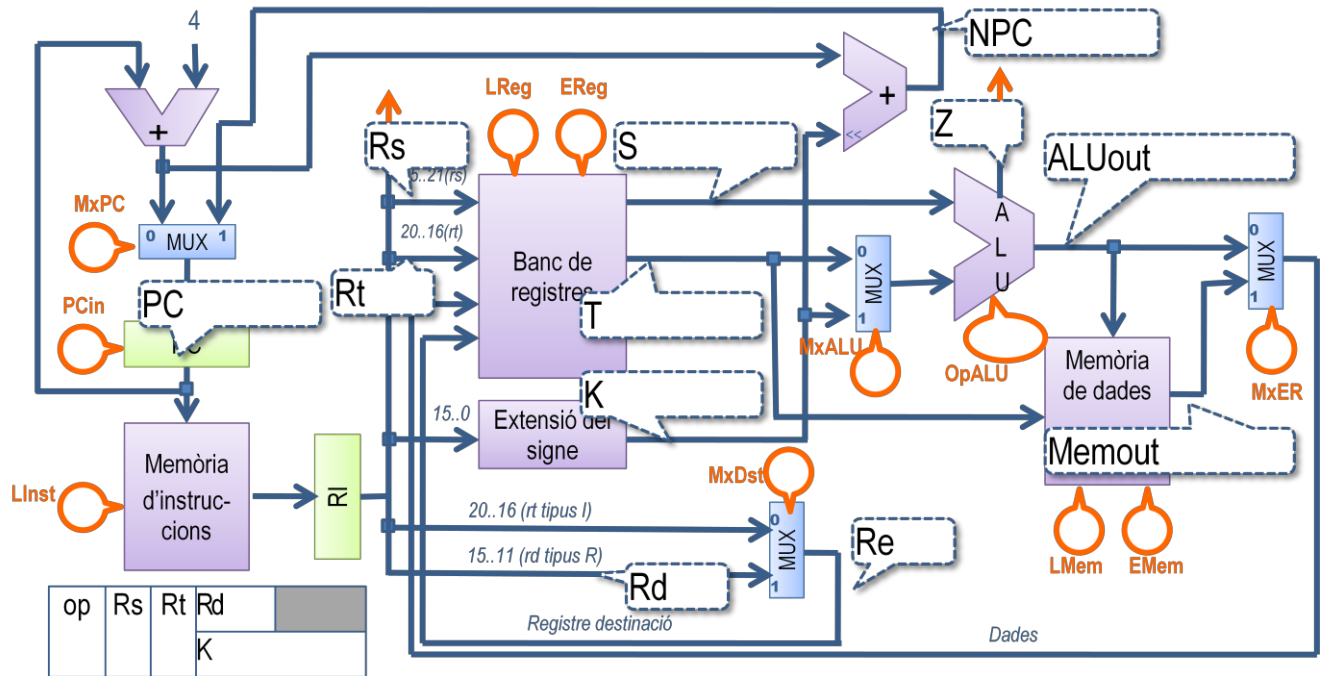 4
NPC
LReg
EReg
+
+
<<
Rs
S
Z
ALUout
5..21(rs)
MxPC
0
MUX
1
20..16(rt)
Banc de
registres
A
L
U
0
MUX
1
0
MUX
1
PCin
PC
Rt
T
MxALU
OpALU
Memòria
de dades
MxER
K
15..0
Extensió del
signe
Memout
Memòria
d'instruc-
cions
LInst
RI
MxDst
20..16 (rt tipus I)
0
MUX
1
Re
LMem
EMem
15..11 (rd tipus R)
Rd
op
Rs
Rt
Rd
K
Registre destinació
Dades